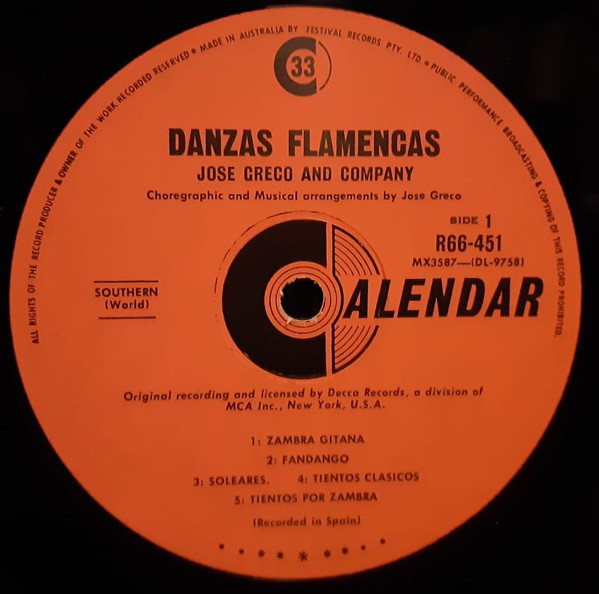 ALL RIGHTS OF THE RECORD PRODUCER & OWNER OF THE WORK RECORDED RESERVED * MADE IN AUSTRALIA BY FESTIVAL RECORDS PTY. LTD. * PUBLIC PERFORMANCE BROADCASTING & COPYING OF THIS RECORD PROHIBITED.
33
DANZAS FLAMENCAS
JOSE GRECO AND COMPANY
Choregraphic and Musical arrangements by Jose Greco
SIDE 1
R66-451
MX3587—(DL-9758)
SOUTHERN
(World)
CALENDAR
Original recording and licensed by Decca Records, a division of
MCA Inc., New York, U.S.A.
1: ZAMBRA GITANA
2: FANDANGO
3: SOLEARES. 4: TIENTOS CLASICOS
5: TIENTOS POR ZAMBRA
(Recorded in Spain)